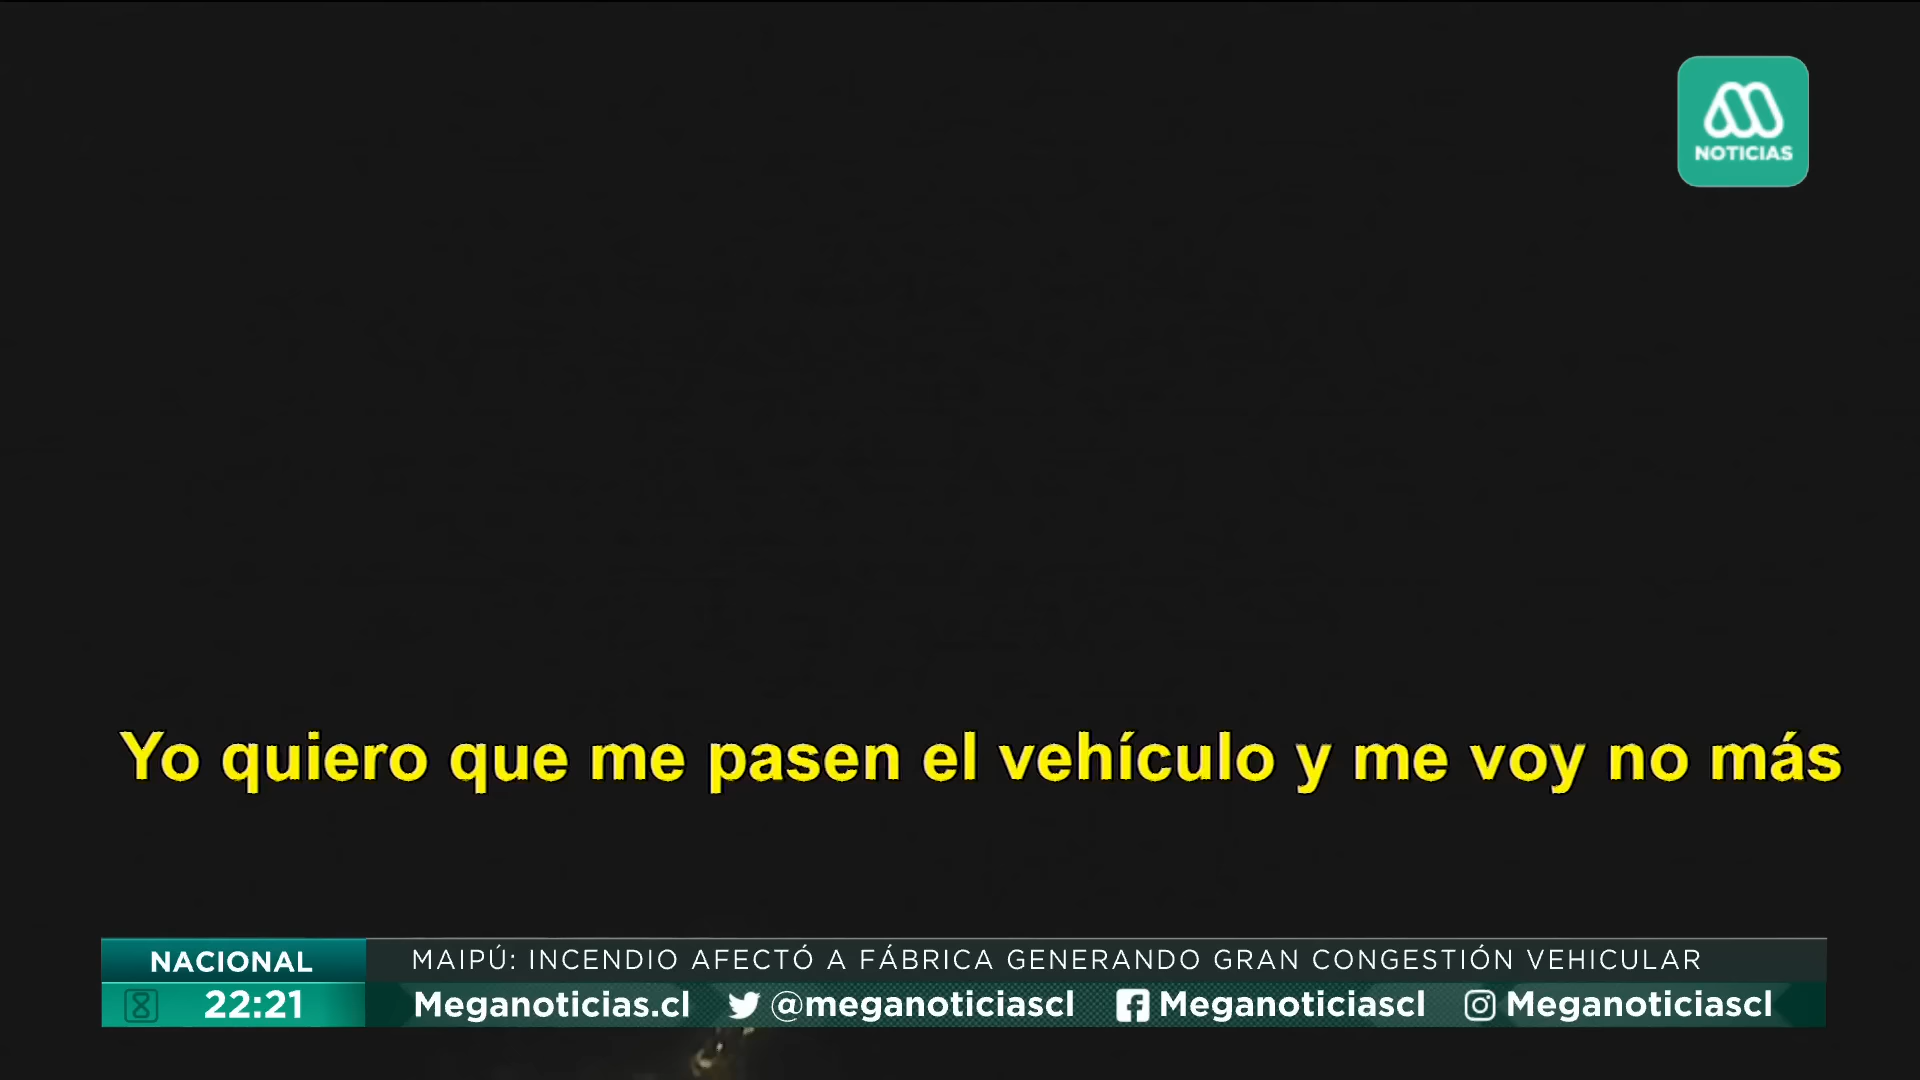 NOTICIAS
Yo quiero que me pasen el vehículo y me voy no más
NACIONAL
MAIPÚ: INCENDIO AFECTÓ A FÁBRICA GENERANDO GRAN CONGESTIÓN VEHICULAR
22:21
Meganoticias.cl @meganoticiascl Meganoticiascl Meganoticiascl